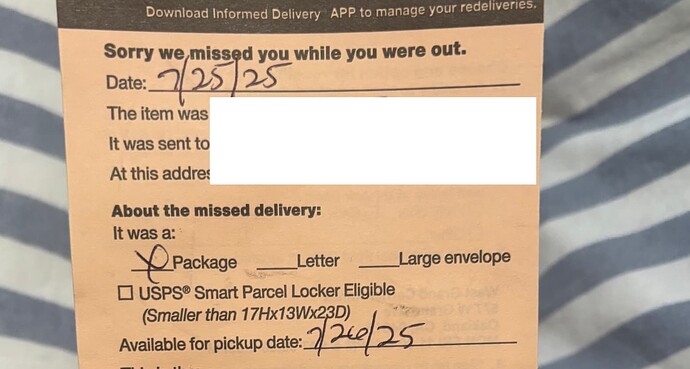 Download Informed Delivery APP to manage your redeliveries.
Sorry we missed you while you were out.
Date: 7/25/25
The item was
It was sent to
At this addres
About the missed delivery:
It was a:
Package Letter Large envelope
☐ USPS® Smart Parcel Locker Eligible
(Smaller than 17Hx13Wx23D)
Available for pickup date: 7/26/25